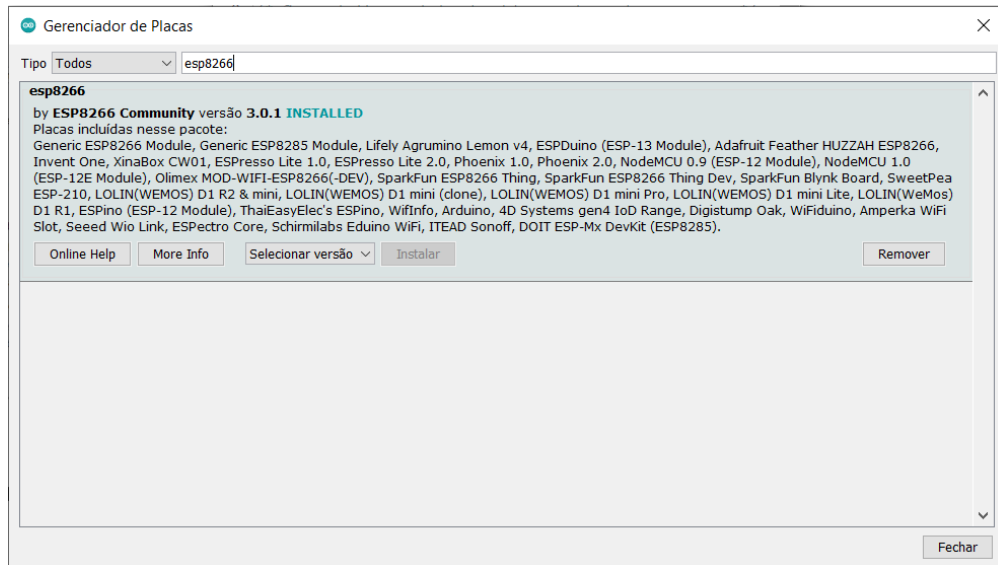 Gerenciador de Placas
Tipo Todos esp8266
esp8266
by ESP8266 Community versão 3.0.1 INSTALLED
Placas incluídas nesse pacote:
Generic ESP8266 Module, Generic ESP8285 Module, Lifely Agrumino Lemon v4, ESPDuino (ESP-13 Module), Adafruit Feather HUZZAH ESP8266,
Invent One, XinaBox CW01, ESPresso Lite 1.0, ESPresso Lite 2.0, Phoenix 1.0, Phoenix 2.0, NodeMCU 0.9 (ESP-12 Module), NodeMCU 1.0
(ESP-12E Module), Olimex MOD-WIFI-ESP8266(-DEV), SparkFun ESP8266 Thing, SparkFun ESP8266 Thing Dev, SparkFun Blynk Board, SweetPea
ESP-210, LOLIN(WEMOS) D1 R2 & mini, LOLIN(WEMOS) D1 mini (clone), LOLIN(WEMOS) D1 mini Pro, LOLIN(WEMOS) D1 mini Lite, LOLIN(WeMos)
D1 R1, ESPino (ESP-12 Module), ThaiEasyElec's ESPino, WifInfo, Arduino, 4D Systems gen4 IoD Range, Digistump Oak, WiFiduino, Amperka WiFi
Slot, Seeed Wio Link, ESPectro Core, Schirmilabs Eduino WiFi, ITEAD Sonoff, DOIT ESP-Mx DevKit (ESP8285).
Online Help More Info Selecionar versão Instalar Remover
Fechar